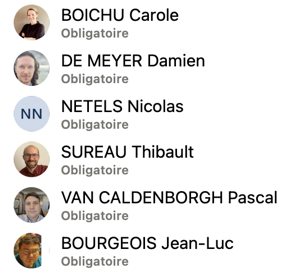 BOICHU Carole
Obligatoire
DE MEYER Damien
Obligatoire
NN
NETELS Nicolas
Obligatoire
SUREAU Thibault
Obligatoire
VAN CALDENBORGH Pascal
Obligatoire
BOURGEOIS Jean-Luc
Obligatoire